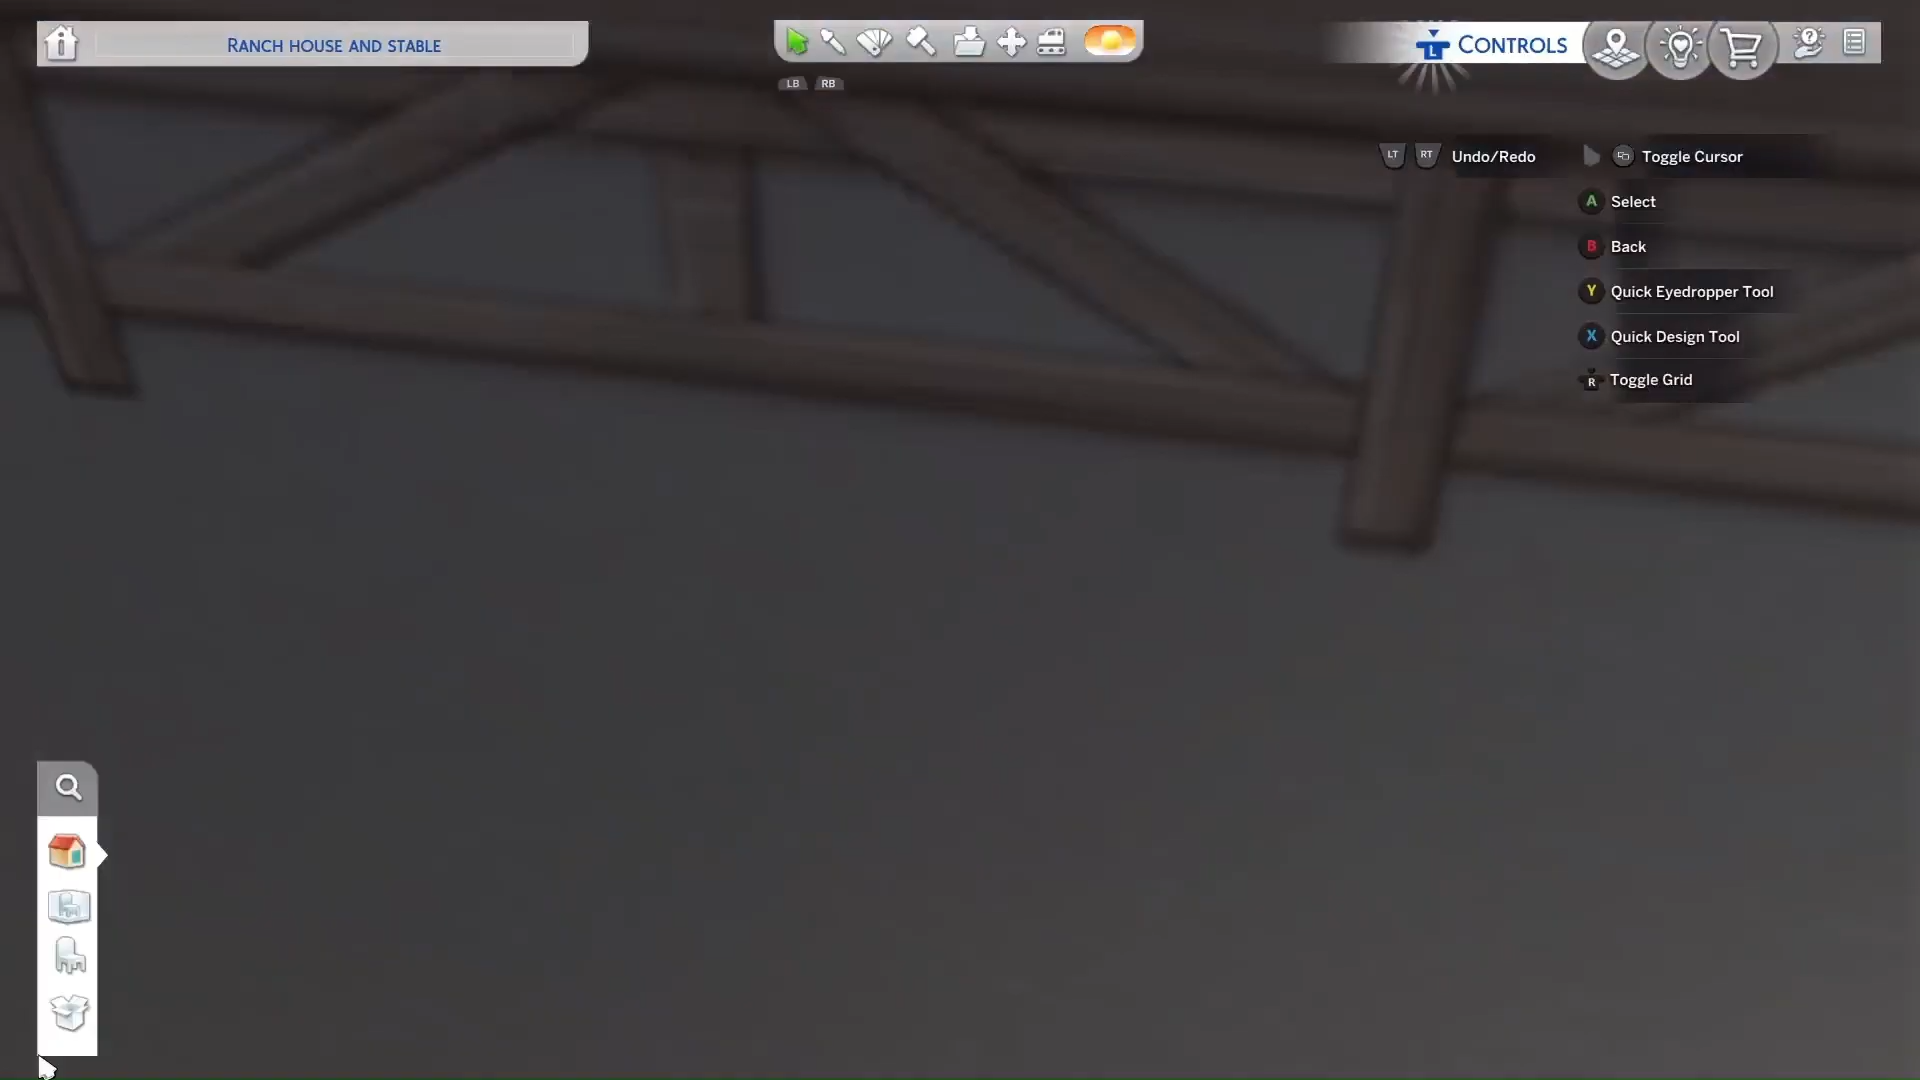 RANCH HOUSE AND STABLE
LB RB
L CONTROLS
LT RT Undo/Redo
Toggle Cursor
A Select
B Back
Y Quick Eyedropper Tool
X Quick Design Tool
R Toggle Grid